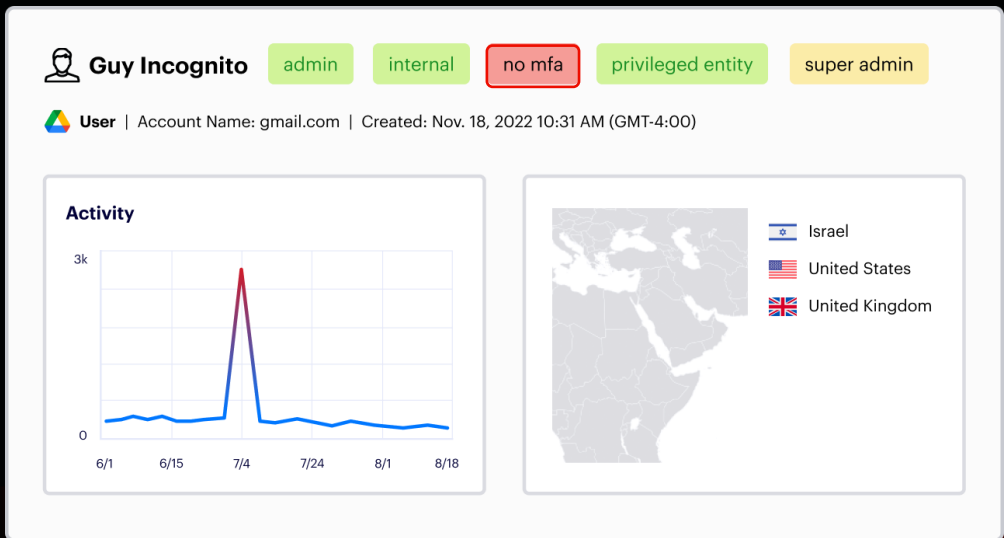 Guy Incognito admin internal no mfa privileged entity super admin
User | Account Name: gmail.com | Created: Nov. 18, 2022 10:31 AM (GMT-4:00)
Activity
3k
0
6/1 6/15 7/4 7/24 8/1 8/18
Israel
United States
United Kingdom